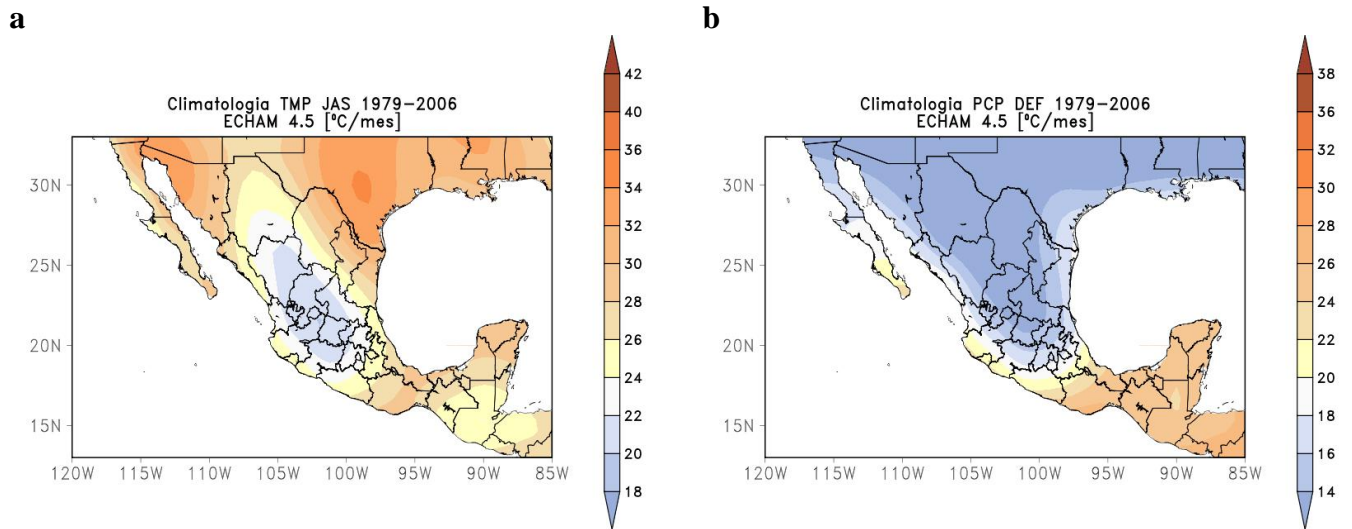 a
Climatologia TMP JAS 1979-2006
ECHAM 4.5 [ºC/mes]
30N
25N
20N
15N
120W 115W 110W 105W 100W 95W 90W 85W
42
40
36
34
32
30
28
26
24
22
20
18
b
Climatologia PCP DEF 1979-2006
ECHAM 4.5 [ºC/mes]
30N
25N
20N
15N
120W 115W 110W 105W 100W 95W 90W 85W
38
36
32
30
28
26
24
22
20
18
16
14